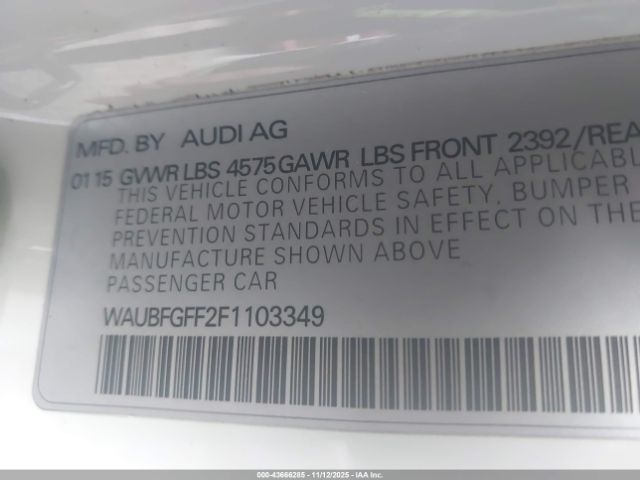 MFD. BY AUDI AG
01 15 GVWR LBS 4575 GAWR LBS FRONT 2392/REA
THIS VEHICLE CONFORMS TO ALL APPLICABL
FEDERAL MOTOR VEHICLE SAFETY, BUMPER
PREVENTION STANDARDS IN EFFECT ON THE
MANUFACTURE SHOWN ABOVE
PASSENGER CAR
WAUBFGFF2F1103349
000-43666285 - 11/12/2025 - IAA Inc.